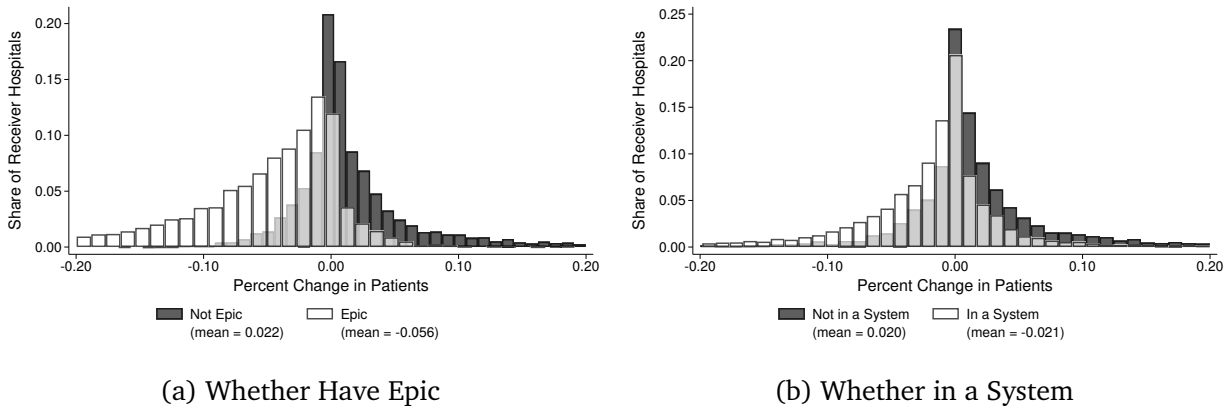 Share of Receiver Hospitals
0.20
0.15
0.10
0.05
0.00
-0.20
-0.10
0.00
0.10
0.20
Percent Change in Patients
Not Epic
(mean = 0.022)
Epic
(mean = -0.056)
(a) Whether Have Epic
Share of Receiver Hospitals
0.25
0.20
0.15
0.10
0.05
0.00
-0.20
-0.10
0.00
0.10
0.20
Percent Change in Patients
Not in a System
(mean = 0.020)
In a System
(mean = -0.021)
(b) Whether in a System